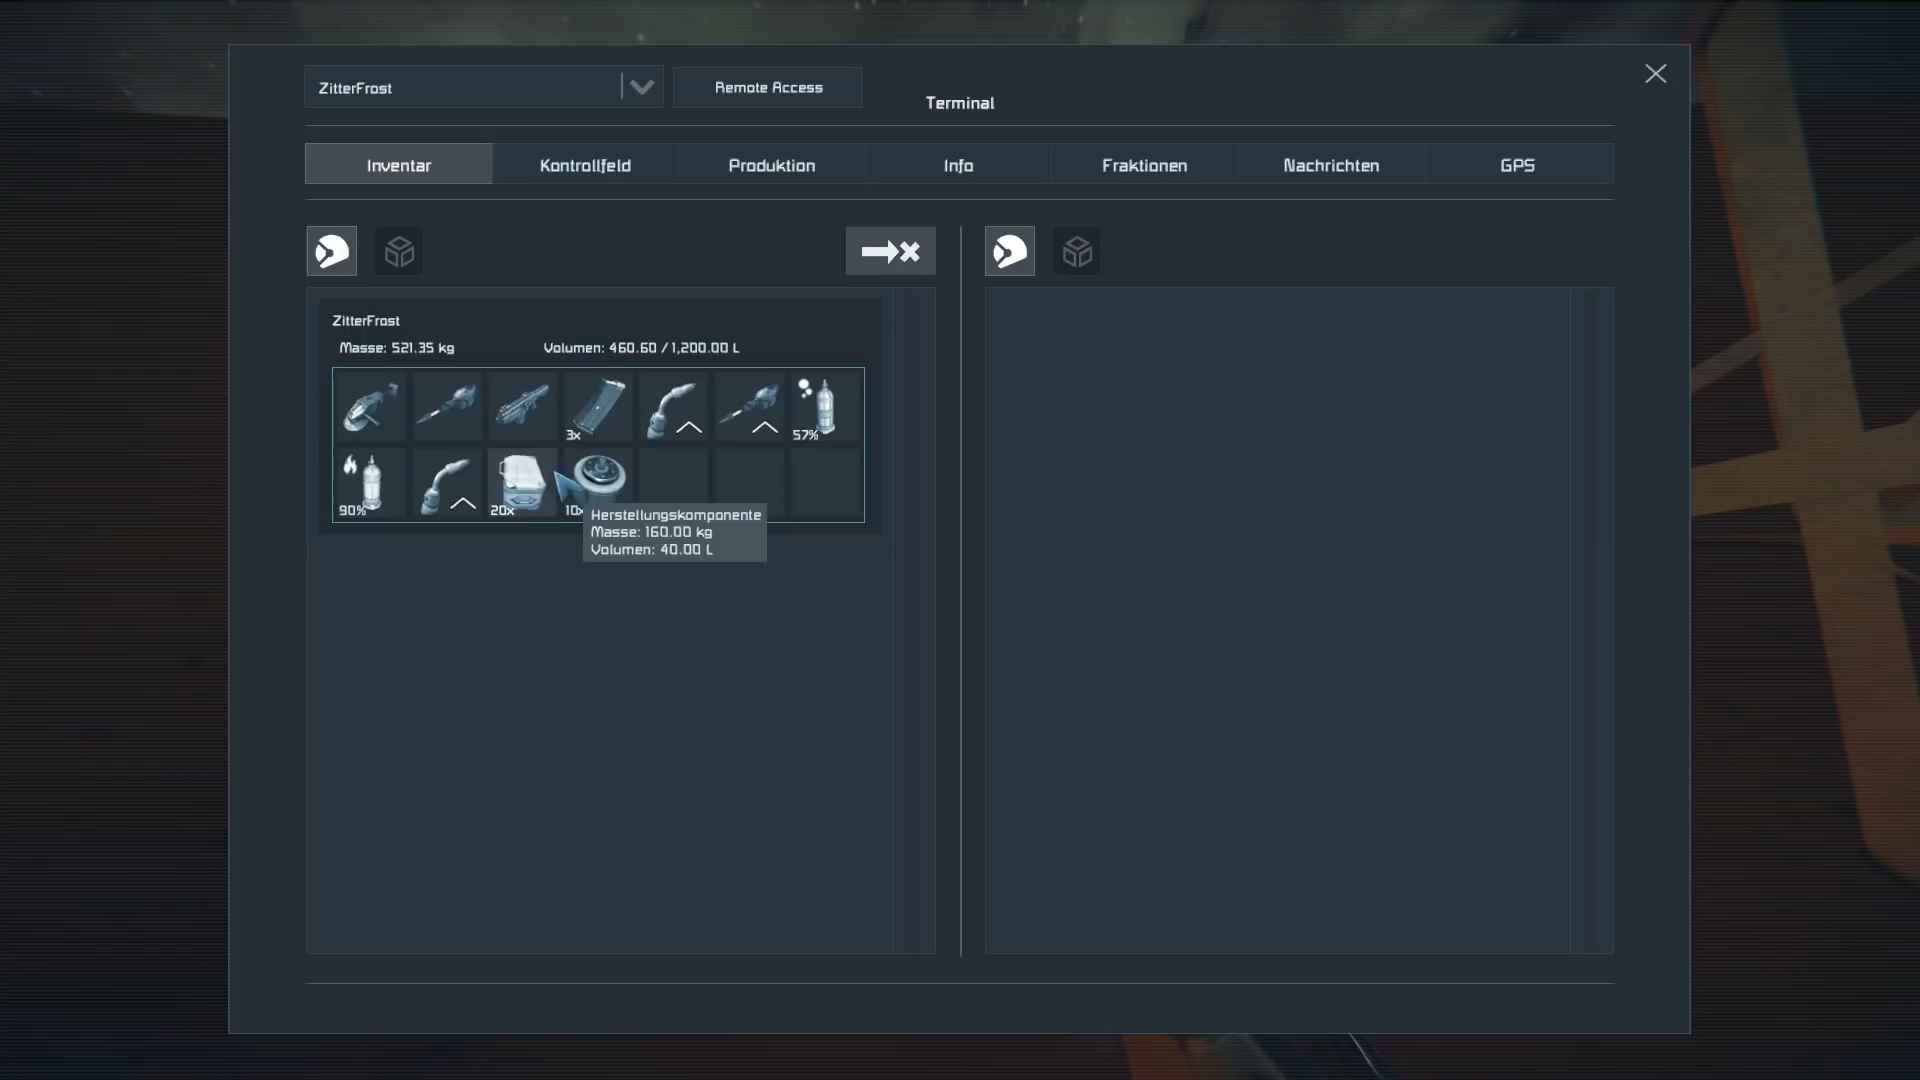 ZitterFrost
Remote Access
Terminal
Inventar
Kontrollfeld
Produktion
Info
Fraktionen
Nachrichten
GPS
ZitterFrost
Masse: 521.35 kg
Volumen: 460.60 / 1,200.00 L
3x
57%
90%
20x
10x
Herstellungskomponente
Masse: 160.00 kg
Volumen: 40.00 L